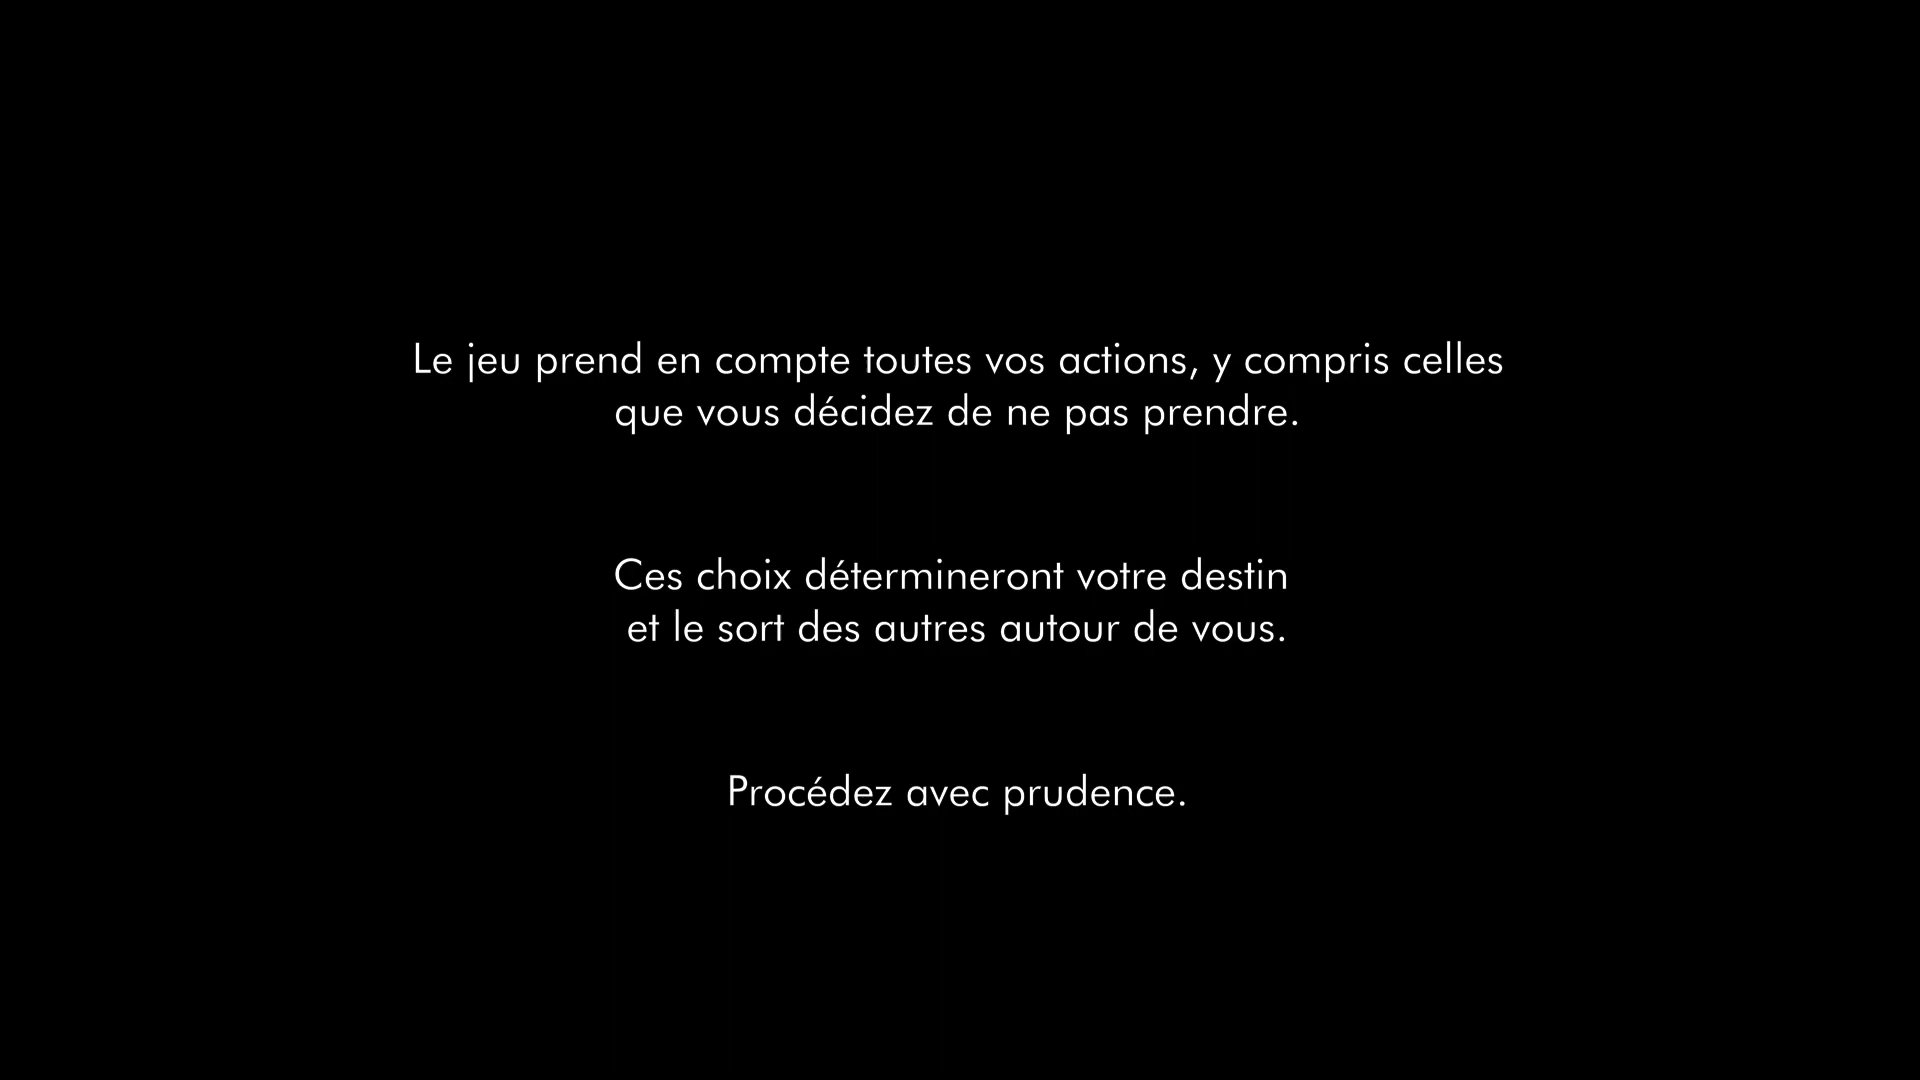 Le jeu prend en compte toutes vos actions, y compris celles
que vous décidez de ne pas prendre.
Ces choix détermineront votre destin
et le sort des autres autour de vous.
Procédez avec prudence.